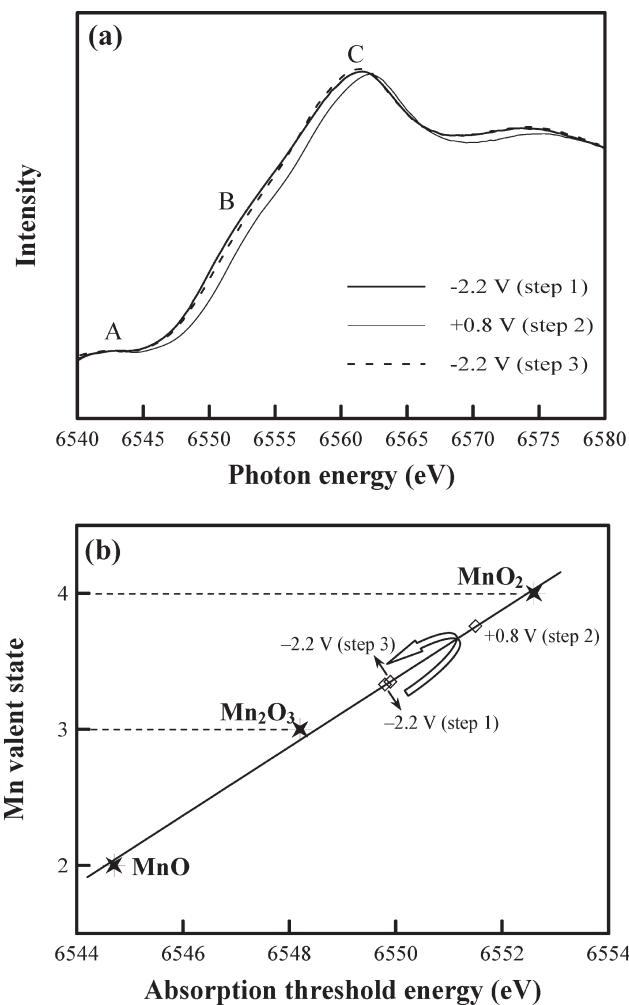 (a)
C
B
A
Intensity
-2.2 V (step 1)
+0.8 V (step 2)
-2.2 V (step 3)
6540 6545 6550 6555 6560 6565 6570 6575 6580
Photon energy (eV)
(b)
MnO2
4
+0.8 V (step 2)
−2.2 V (step 3)
Mn2O3
−2.2 V (step 1)
3
Mn valent state
2
MnO
6544 6546 6548 6550 6552 6554
Absorption threshold energy (eV)